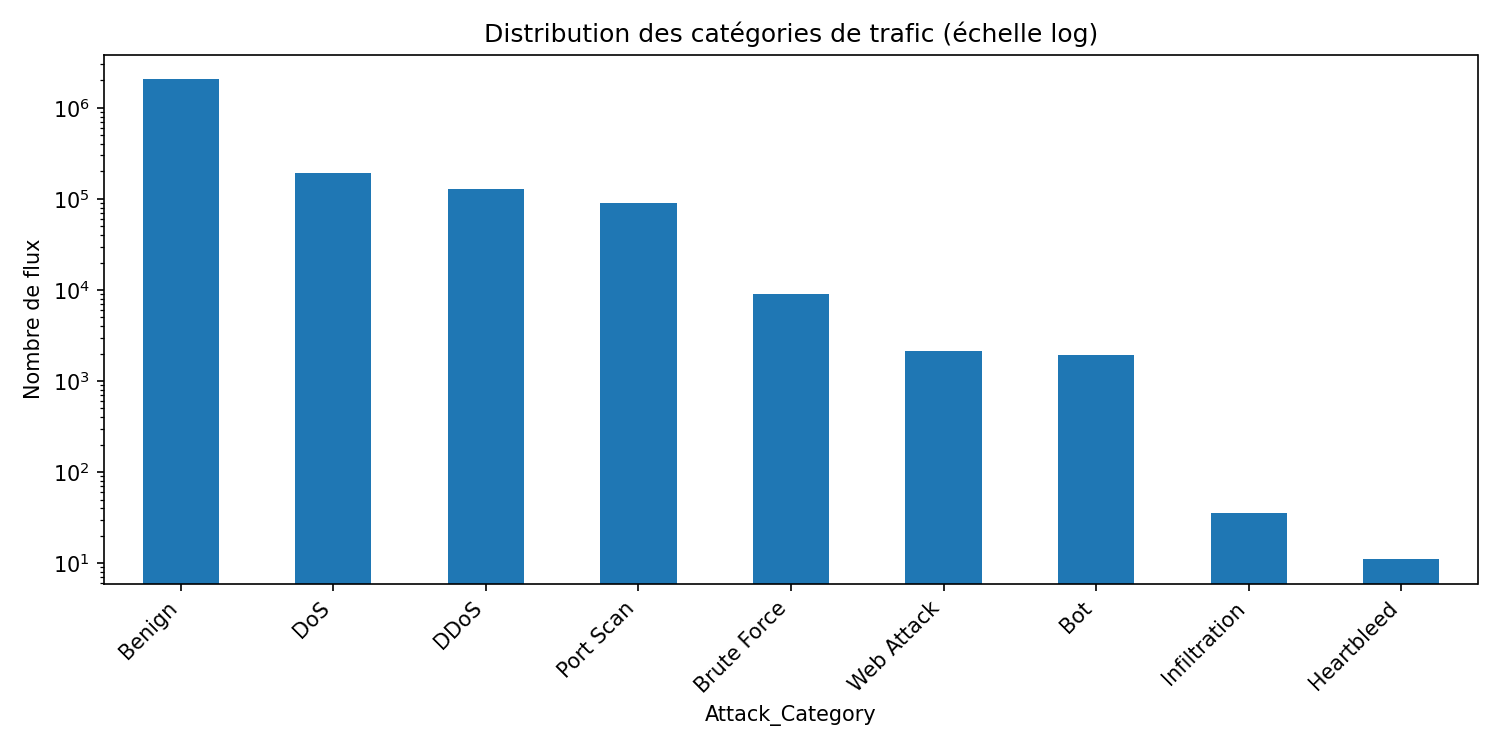 Distribution des catégories de trafic (échelle log)
Nombre de flux
10⁶
10⁵
10⁴
10³
10²
10¹
Benign
DoS
DDoS
Port Scan
Brute Force
Web Attack
Bot
Infiltration
Heartbleed
Attack_Category